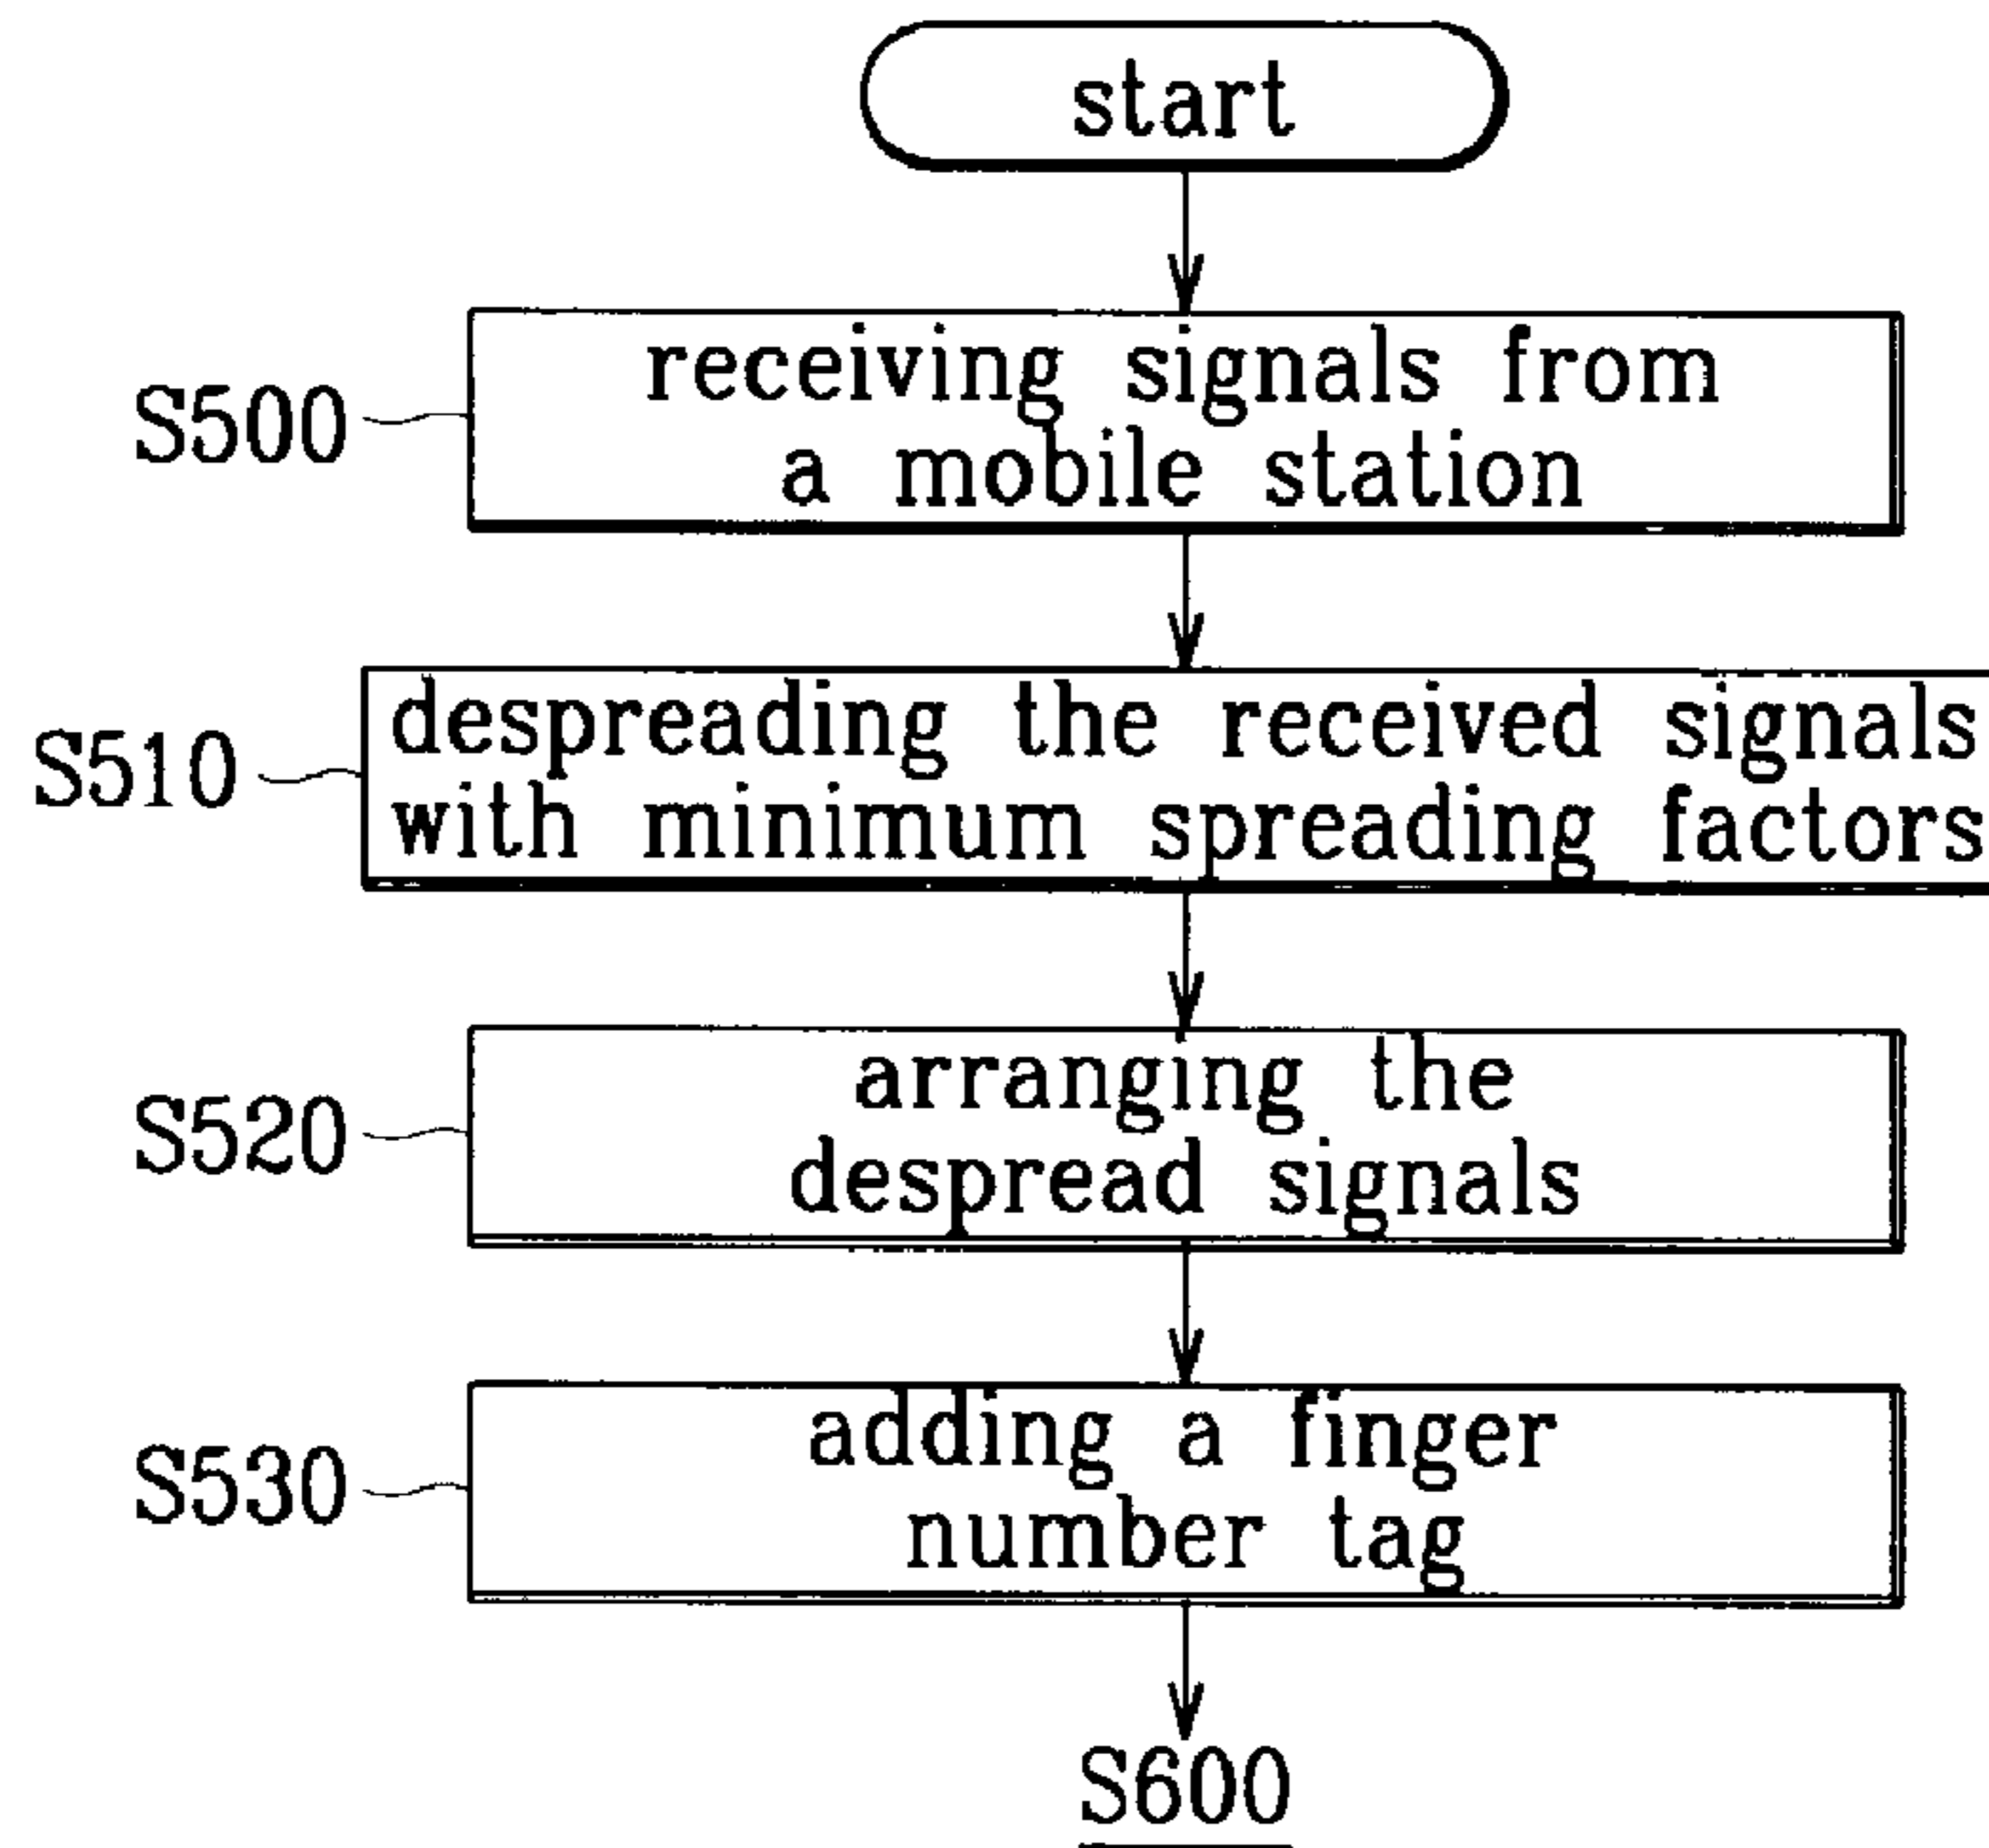 start
receiving signals from
a mobile station
S500
despreading the received signals
with minimum spreading factors
S510
arranging the
despread signals
S520
adding a finger
number tag
S530
S600